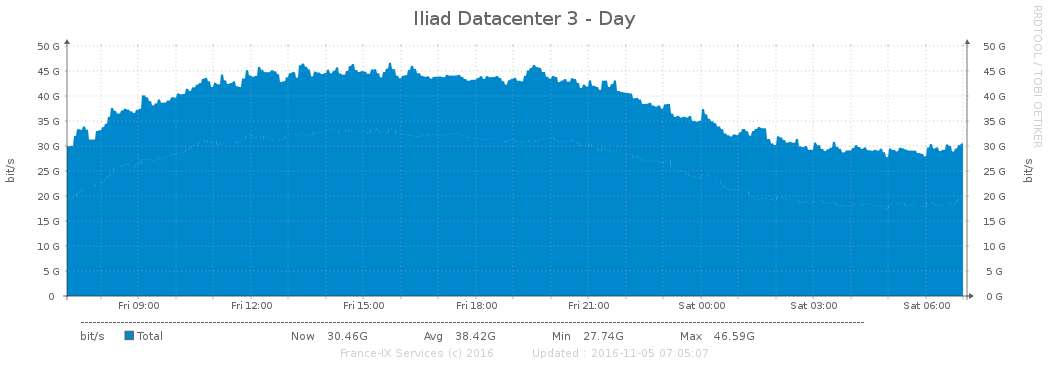 Iliad Datacenter 3 - Day
RRDTOOL / TOBI OETIKER
50 G 50 G
45 G 45 G
40 G 40 G
35 G 35 G
30 G 30 G
25 G 25 G
20 G 20 G
15 G 15 G
10 G 10 G
5 G 5 G
0 0 G
bit/s bit/s
Fri 09:00 Fri 12:00 Fri 15:00 Fri 18:00 Fri 21:00 Sat 00:00 Sat 03:00 Sat 06:00
bit/s Total Now 30.46G Avg 38.42G Min 27.74G Max 46.59G
France-IX Services (c) 2016 Updated : 2016-11-05 07:05:07